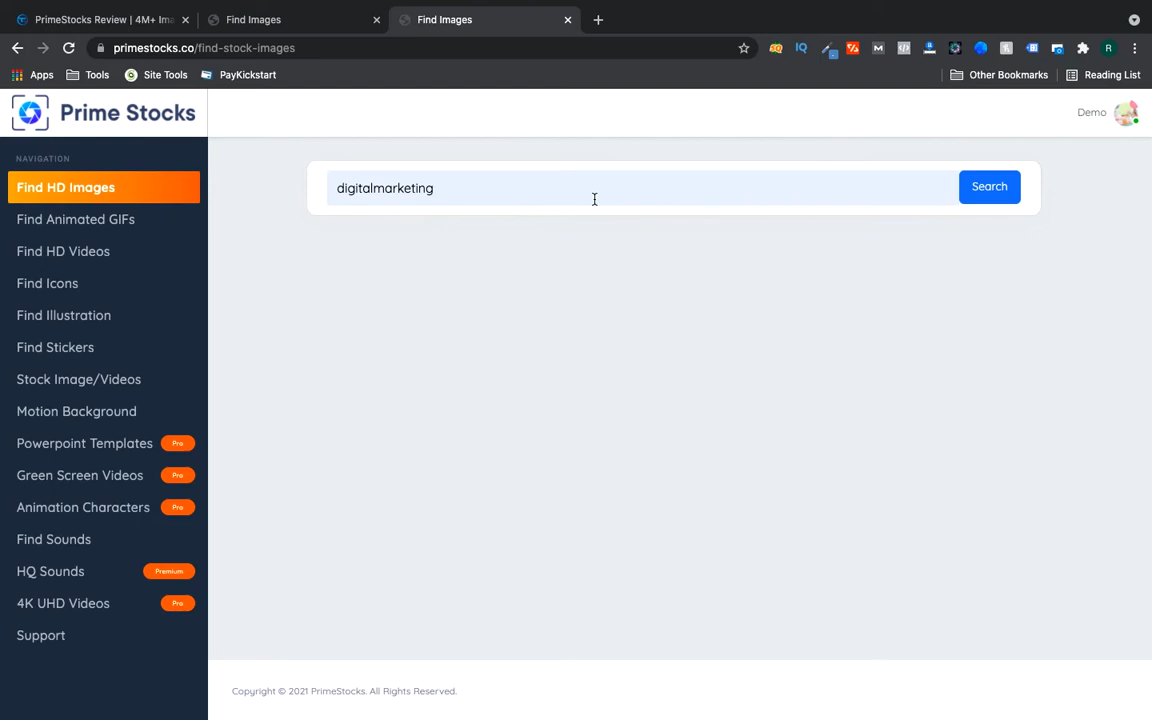 PrimeStocks Review | 4M+ Ima
Find Images
Find Images
primestocks.co/find-stock-images
Apps
Tools
Site Tools
PayKickstart
Other Bookmarks
Reading List
Prime Stocks
Demo
NAVIGATION
Find HD Images
Find Animated GIFs
Find HD Videos
Find Icons
Find Illustration
Find Stickers
Stock Image/Videos
Motion Background
Powerpoint Templates Pro
Green Screen Videos Pro
Animation Characters Pro
Find Sounds
HQ Sounds Premium
4K UHD Videos Pro
Support
digitalmarketing
Search
Copyright © 2021 PrimeStocks. All Rights Reserved.